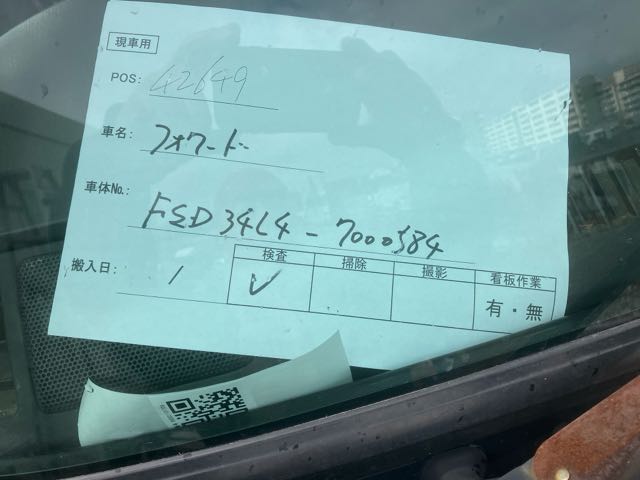 現車用
POS: 42649
車名: フォワード
車体No.: FSD34L4-7000584
搬入日: /
検査 掃除 撮影 看板作業
✓ 有・無